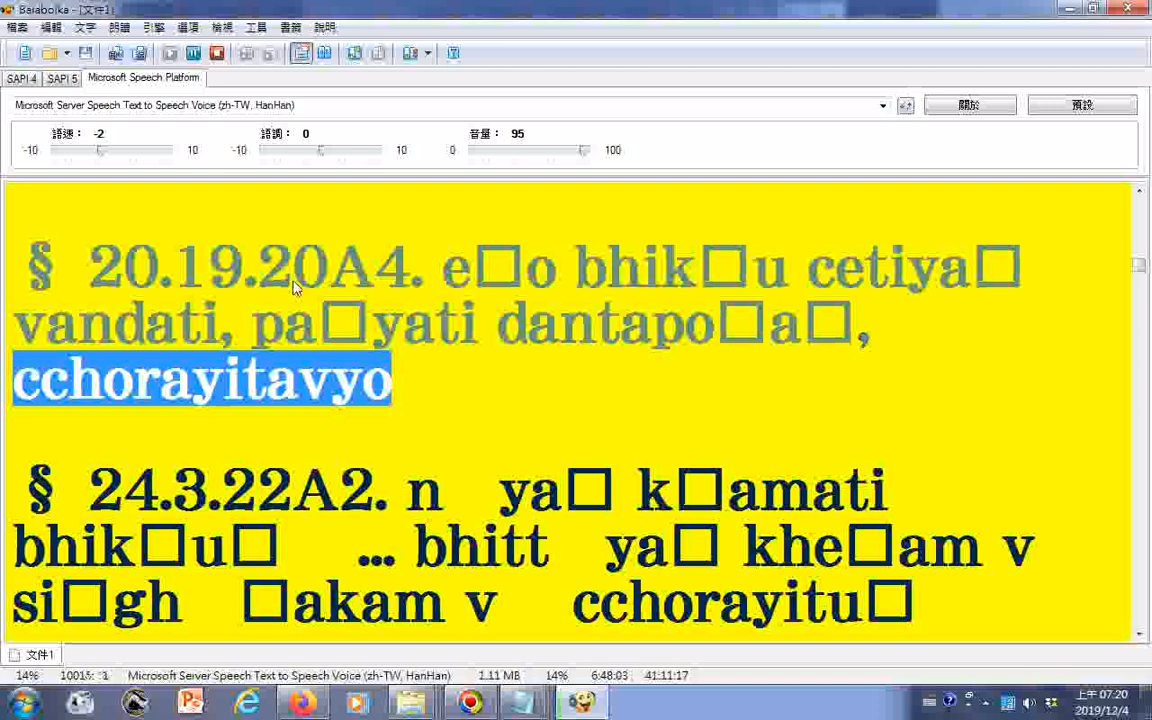 Balabolka - [文件1]
檔案 編輯 文字 朗讀 引擎 選項 檢視 工具 書籤 說明
SAPI 4 SAPI 5 Microsoft Speech Platform
Microsoft Server Speech Text to Speech Voice (zh-TW, HanHan) 關於 預設
語速： -2 語調： 0 音量： 95
-10 10 -10 10 0 100
§ 20.19.20A4. e□o bhik□u cetiya□
vandati, pa□yati dantapo□a□,
cchorayitavyo
§ 24.3.22A2. n ya□ k□amati
bhik□u□ ... bhitt ya□ khe□am v
si□gh □akam v cchorayitu□
文件1
14% Microsoft Server Speech Text to Speech Voice (zh-TW, HanHan) 1.11 MB 14% 6:48:03 41:11:17
上午 07:20
2019/12/4